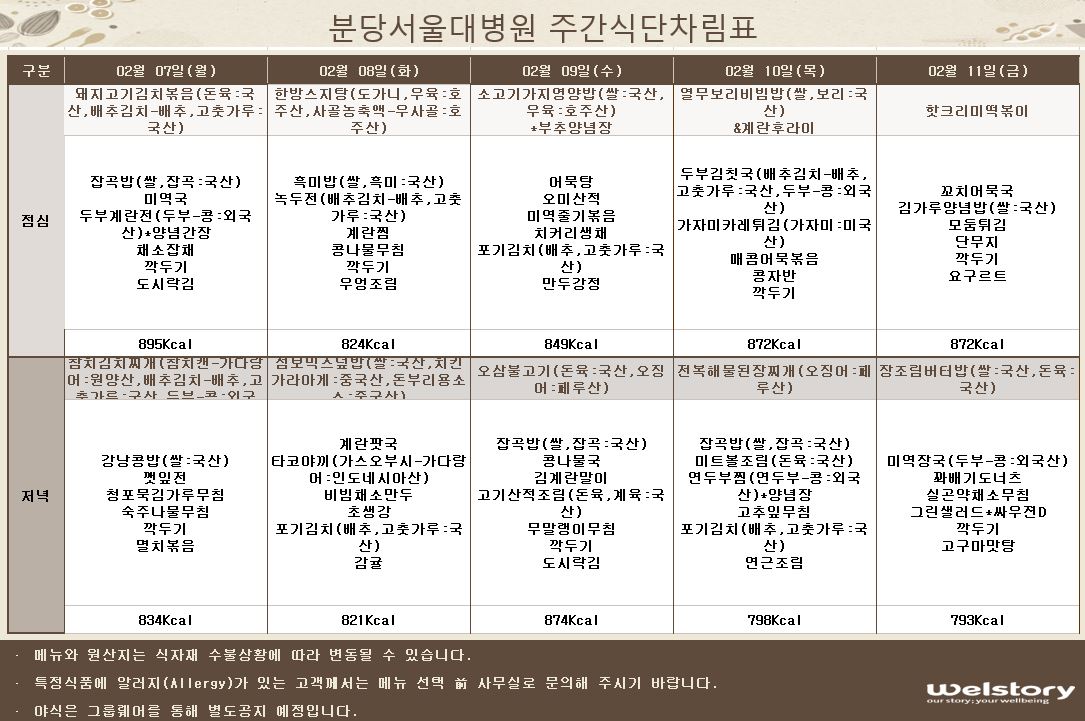 분당서울대병원 주간식단차림표
구분 02월 07일(월) 02월 08일(화) 02월 09일(수) 02월 10일(목) 02월 11일(금)
점심
돼지고기김치볶음(돈육:국
산,배추김치-배추,고춧가루:
국산)
잡곡밥(쌀,잡곡:국산)
미역국
두부계란전(두부-콩:외국
산)*양념간장
채소잡채
깍두기
도시락김
895Kcal
한방스지탕(도가니,우육:호
주산,사골농축액-우사골:호
주산)
흑미밥(쌀,흑미:국산)
녹두전(배추김치-배추,고춧
가루:국산)
계란찜
콩나물무침
깍두기
우엉조림
824Kcal
소고기가지영양밥(쌀:국산,
우육:호주산)
*부추양념장
어묵탕
오미산적
미역줄기볶음
치커리생채
포기김치(배추,고춧가루:국
산)
만두강정
849Kcal
열무보리비빔밥(쌀,보리:국
산)
&계란후라이
두부김칫국(배추김치-배추,
고춧가루:국산,두부-콩:외국
산)
가자미카레튀김(가자미:미국
산)
매콤어묵볶음
콩자반
깍두기
872Kcal
핫크리미떡볶이
꼬치어묵국
김가루양념밥(쌀:국산)
모둠튀김
단무지
깍두기
요구르트
872Kcal
저녁
참치김치찌개(참치캔-가다랑
어:원양산,배추김치-배추,고
춧가루:국산,두부-콩:외국
강낭콩밥(쌀:국산)
깻잎전
청포묵김가루무침
숙주나물무침
깍두기
멸치볶음
834Kcal
점보믹스덮밥(쌀:국산,치킨
가라아게:중국산,돈부리용소
스:중국산)
계란팟국
타코야끼(가스오부시-가다랑
어:인도네시아산)
비빔채소만두
초생강
포기김치(배추,고춧가루:국
산)
감귤
821Kcal
오삼불고기(돈육:국산,오징
어:페루산)
잡곡밥(쌀,잡곡:국산)
콩나물국
김계란말이
고기산적조림(돈육,계육:국
산)
무말랭이무침
깍두기
도시락김
874Kcal
전복해물된장찌개(오징어:페
루산)
잡곡밥(쌀,잡곡:국산)
미트볼조림(돈육:국산)
연두부찜(연두부-콩:외국
산)*양념장
고추잎무침
포기김치(배추,고춧가루:국
산)
연근조림
798Kcal
장조림버터밥(쌀:국산,돈육:
국산)
미역장국(두부-콩:외국산)
꽈배기도너츠
실곤약채소무침
그린샐러드*싸우전D
깍두기
고구마맛탕
793Kcal
· 메뉴와 원산지는 식자재 수불상황에 따라 변동될 수 있습니다.
· 특정식품에 알러지(Allergy)가 있는 고객께서는 메뉴 선택 前 사무실로 문의해 주시기 바랍니다.
· 야식은 그룹웨어를 통해 별도공지 예정입니다.
welstory
our story;your wellbeing